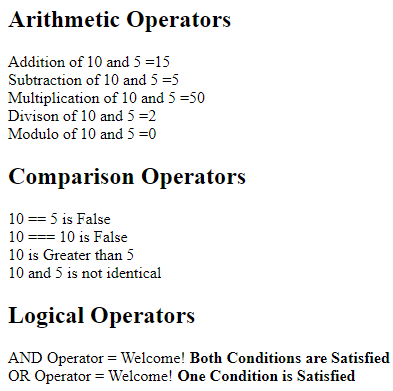 Arithmetic Operators
Addition of 10 and 5 =15
Subtraction of 10 and 5 =5
Multiplication of 10 and 5 =50
Divison of 10 and 5 =2
Modulo of 10 and 5 =0
Comparison Operators
10 == 5 is False
10 === 10 is False
10 is Greater than 5
10 and 5 is not identical
Logical Operators
AND Operator = Welcome! Both Conditions are Satisfied
OR Operator = Welcome! One Condition is Satisfied